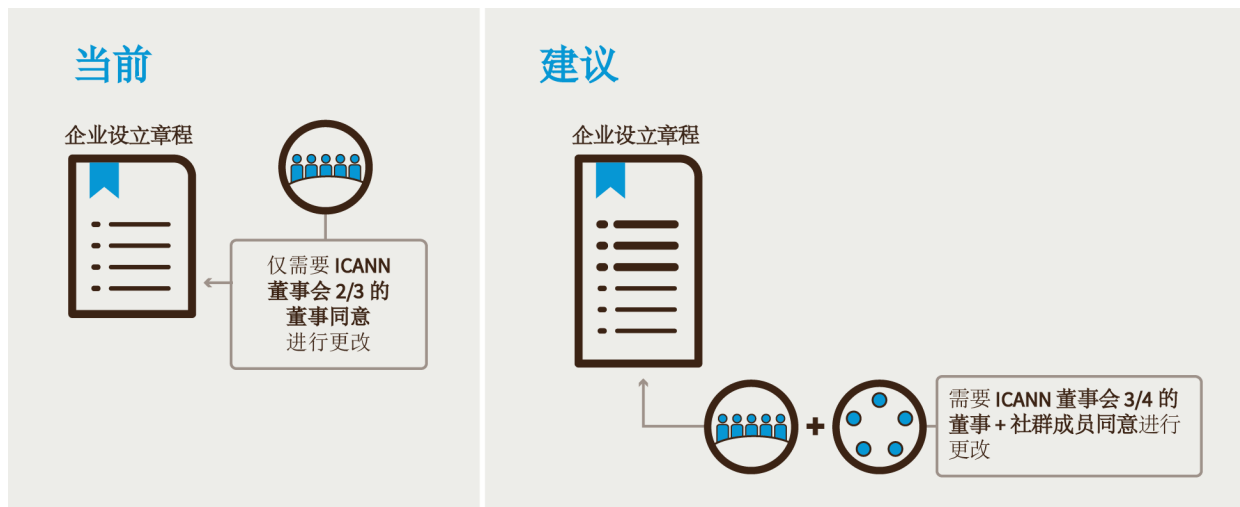 当前
企业设立章程
仅需要 ICANN
董事会 2/3 的
董事同意
进行更改
建议
企业设立章程
需要 ICANN 董事会 3/4 的
董事 + 社群成员同意进行
更改